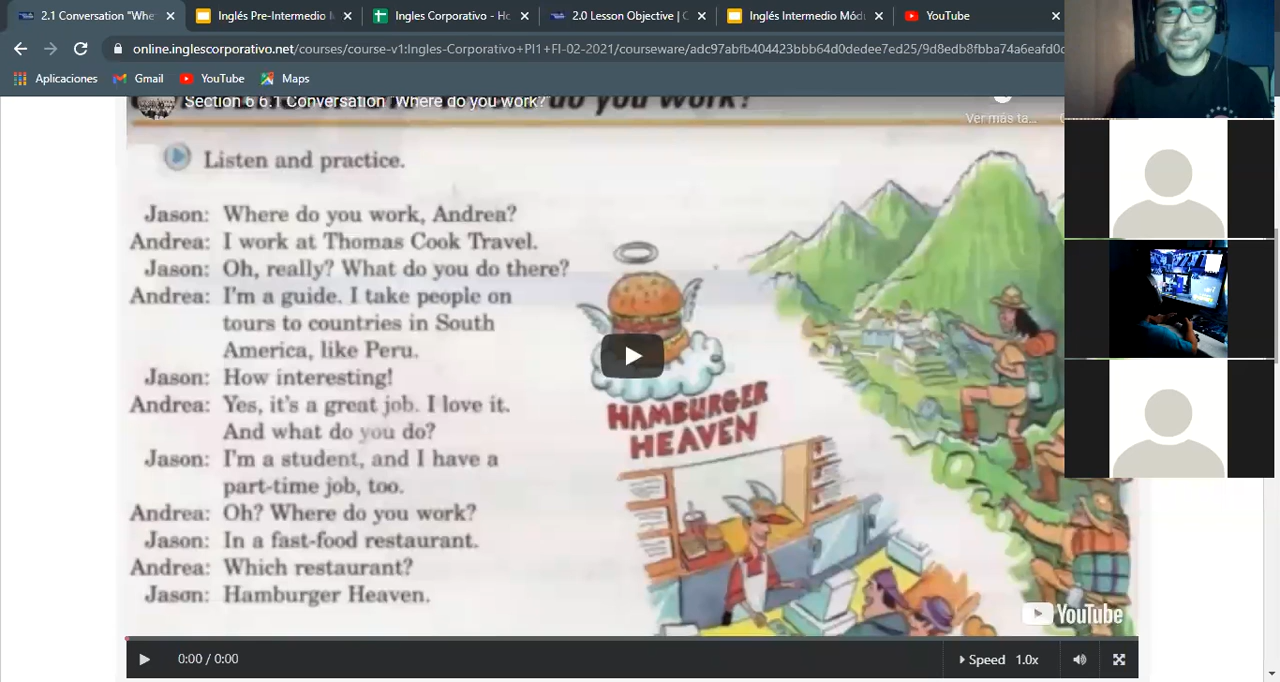 2.1 Conversation "Whe
Inglés Pre-Intermedio I
Ingles Corporativo - Ho
2.0 Lesson Objective | C
Inglés Intermedio Mód
YouTube
online.inglescorporativo.net/courses/course-v1:Ingles-Corporativo+PI1+FI-02-2021/courseware/adc97abfb404423bbb64d0dedee7ed25/9d8edb8fbba74a6eafd0c
Aplicaciones
Gmail
YouTube
Maps
Section 6 6.1 Conversation "Where do you work?"
do you work?
Ver más ta...
Listen and practice.
Jason: Where do you work, Andrea?
Andrea: I work at Thomas Cook Travel.
Jason: Oh, really? What do you do there?
Andrea: I'm a guide. I take people on
tours to countries in South
America, like Peru.
Jason: How interesting!
Andrea: Yes, it's a great job. I love it.
And what do you do?
Jason: I'm a student, and I have a
part-time job, too.
Andrea: Oh? Where do you work?
Jason: In a fast-food restaurant.
Andrea: Which restaurant?
Jason: Hamburger Heaven.
HAMBURGER
HEAVEN
YouTube
0:00 / 0:00
Speed 1.0x